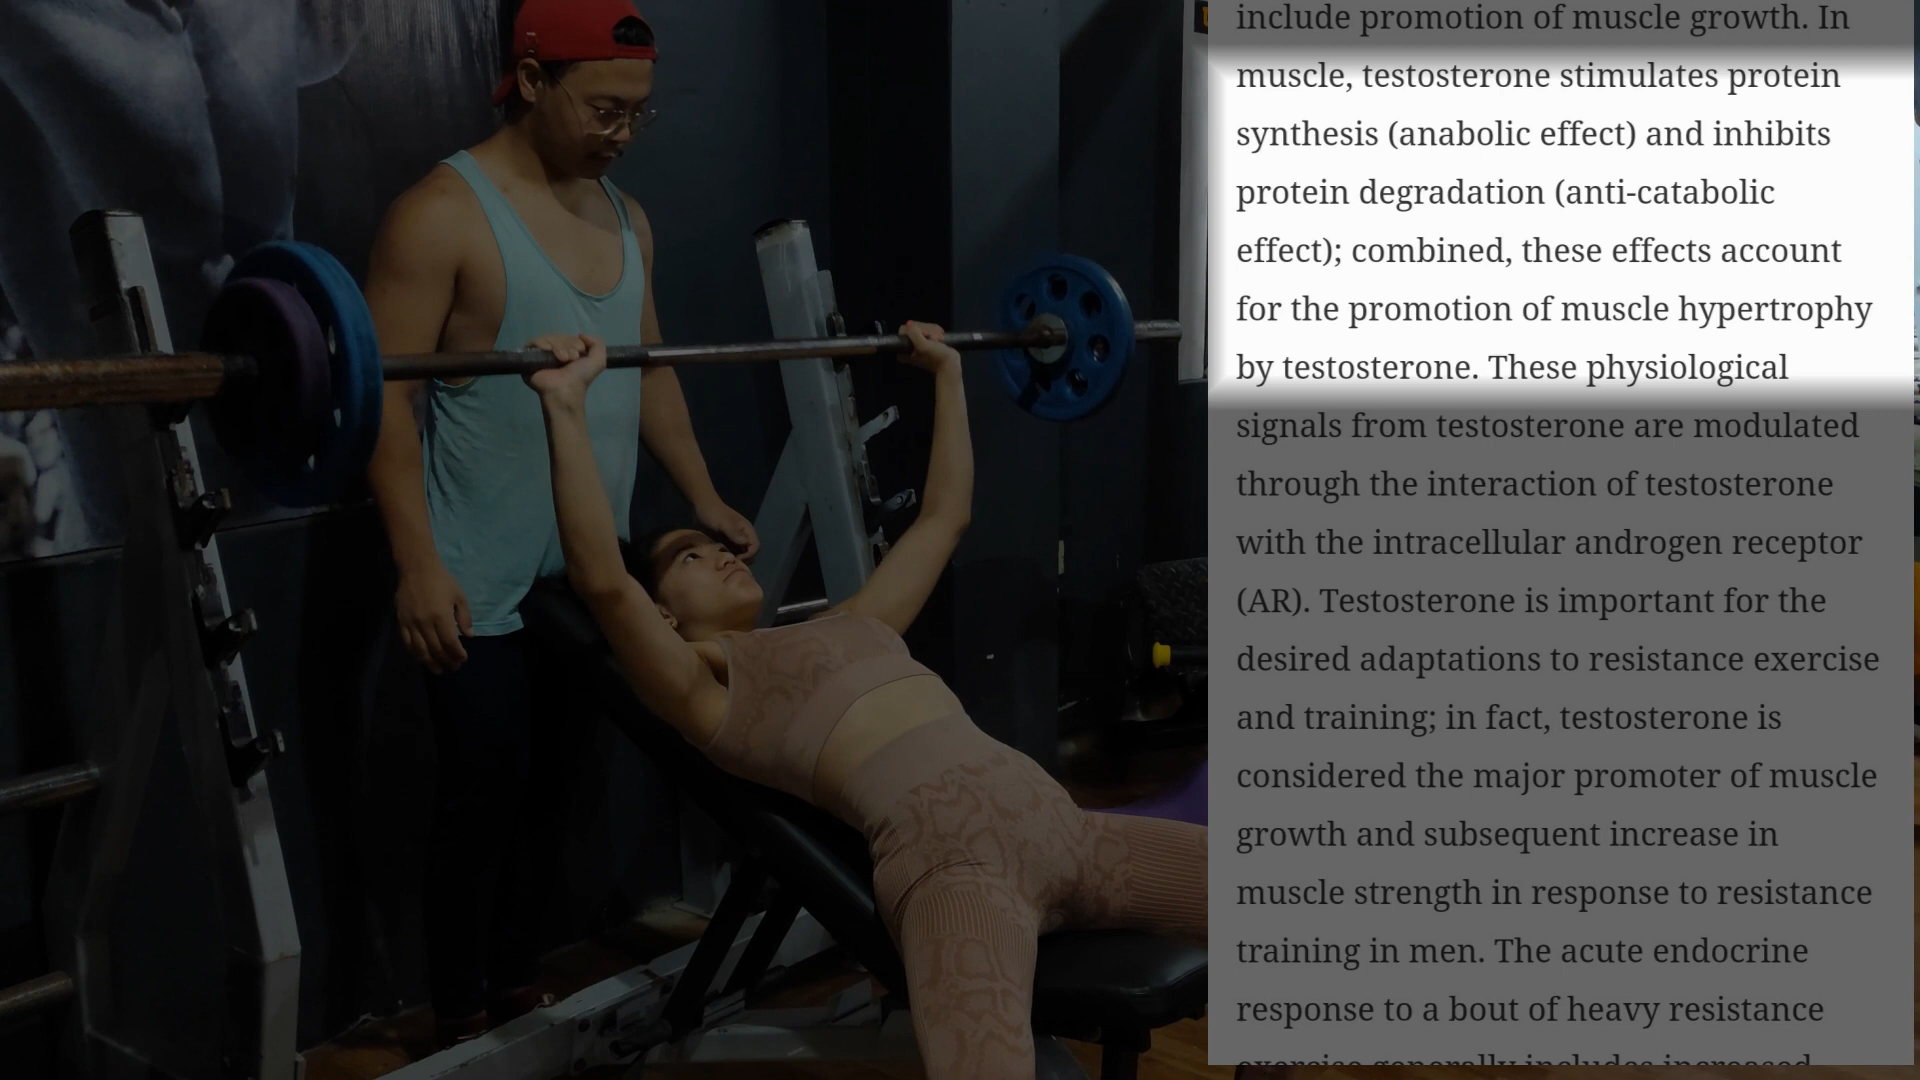 include promotion of muscle growth. In
muscle, testosterone stimulates protein
synthesis (anabolic effect) and inhibits
protein degradation (anti-catabolic
effect); combined, these effects account
for the promotion of muscle hypertrophy
by testosterone. These physiological
signals from testosterone are modulated
through the interaction of testosterone
with the intracellular androgen receptor
(AR). Testosterone is important for the
desired adaptations to resistance exercise
and training; in fact, testosterone is
considered the major promoter of muscle
growth and subsequent increase in
muscle strength in response to resistance
training in men. The acute endocrine
response to a bout of heavy resistance
exercise generally includes increased